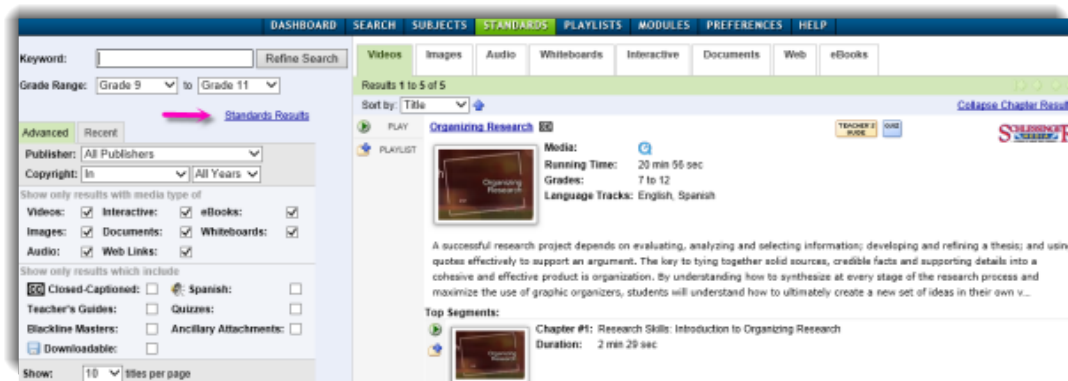 DASHBOARD SEARCH SUBJECTS STANDARDS PLAYLISTS MODULES PREFERENCES HELP
Keyword: Refine Search
Grade Range: Grade 9 to Grade 11
Standards Results
Advanced Recent
Publisher: All Publishers
Copyright: In All Years
Show only results with media type of
Videos: Interactive: eBooks:
Images: Documents: Whiteboards:
Audio: Web Links:
Show only results which include
CC Closed-Captioned: Spanish:
Teacher's Guides: Quizzes:
Blackline Masters: Ancillary Attachments:
Downloadable:
Show: 10 titles per page
Videos Images Audio Whiteboards Interactive Documents Web eBooks
Results 1 to 5 of 5
Sort by: Title Collapse Chapter Result
PLAY Organizing Research CC TEACHER'S GUIDE QUIZ SCHLESSINGER MEDIA
PLAYLIST
Organizing Research
Media:
Running Time: 20 min 56 sec
Grades: 7 to 12
Language Tracks: English, Spanish
A successful research project depends on evaluating, analyzing and selecting information; developing and refining a thesis; and using
quotes effectively to support an argument. The key to tying together solid sources, credible facts and supporting details into a
cohesive and effective product is organization. By understanding how to synthesize at every stage of the research process and
maximize the use of graphic organizers, students will understand how to ultimately create a new set of ideas in their own v...
Top Segments:
Chapter #1: Research Skills: Introduction to Organizing Research
Duration: 2 min 29 sec
Organizing Research